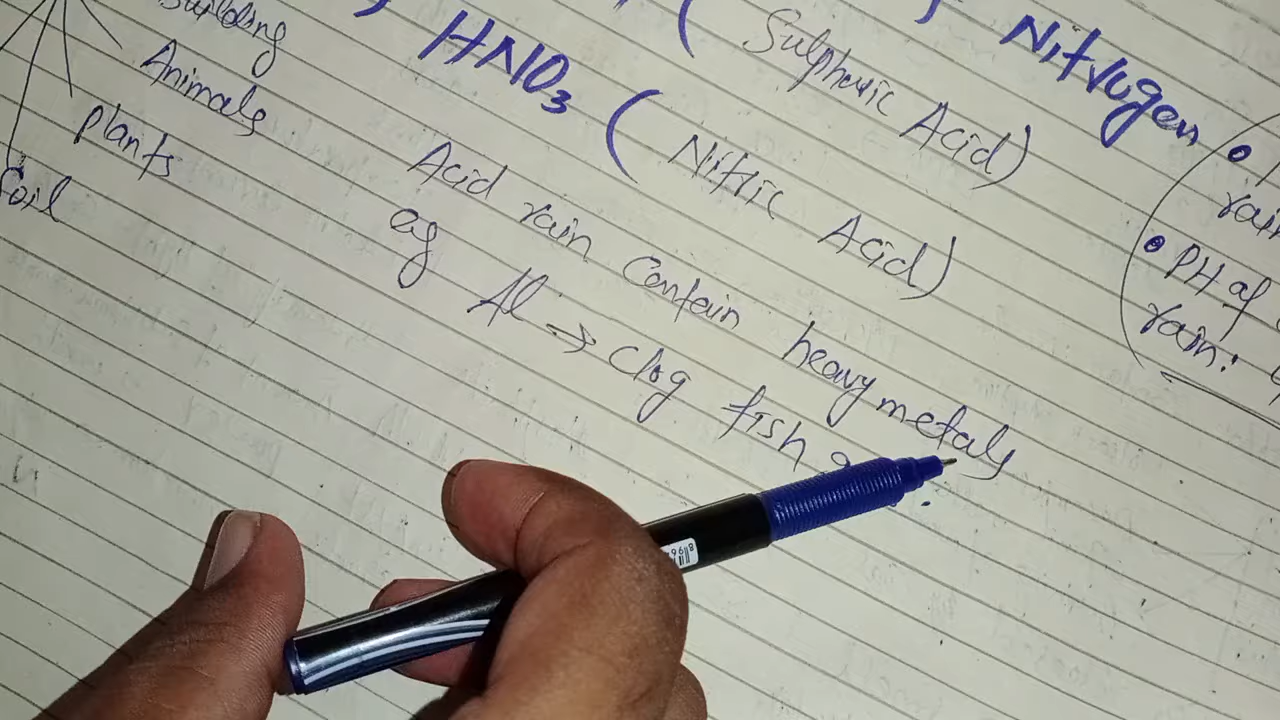 Building
Animals
plants
Soil
(Sulphuric Acid)
HNO₃ (Nitric Acid)
Acid rain contain heavy metals
eg Al → clog fish
Nitrogen
rain
• PH of
rain: